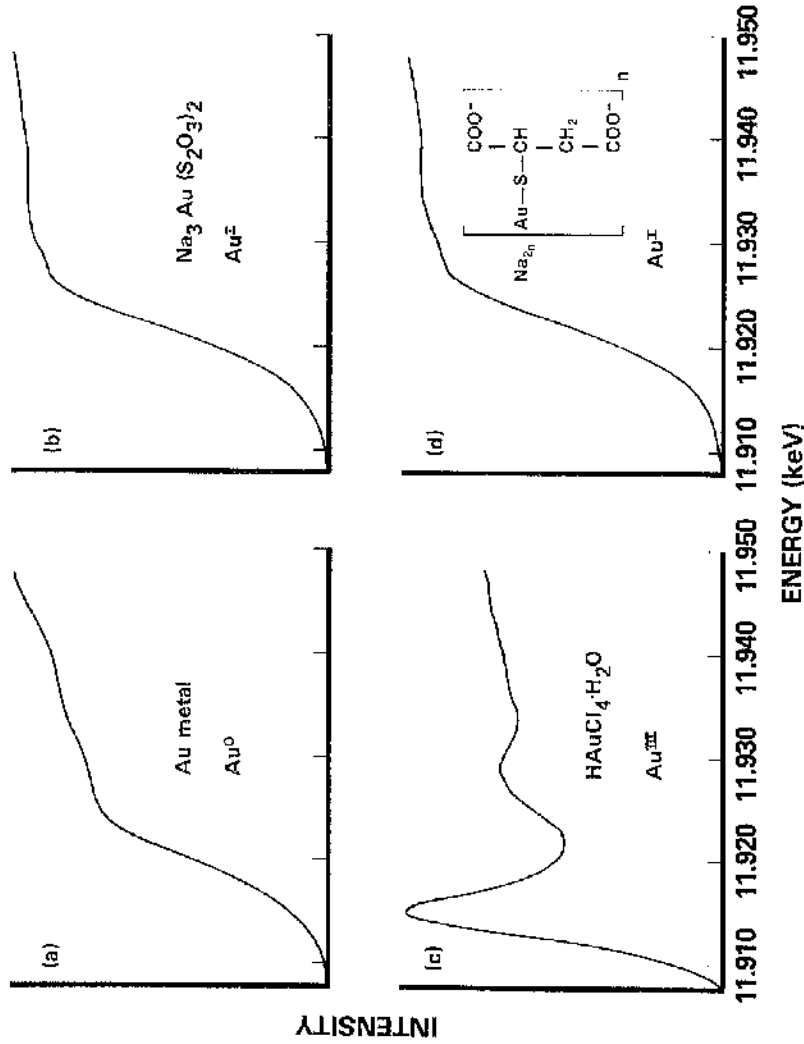 INTENSITY
(a)
Au metal
Au⁰
(b)
Na₃ Au (S₂O₃)₂
Auᴵ
11.910 11.920 11.930 11.940 11.950
11.910 11.920 11.930 11.940 11.950
(c)
HAuCl₄·H₂O
Auᴵᴵᴵ
(d)
COO⁻
Au—S—CH
CH₂
COO⁻
Na₂ₙ
n
Auᴵ
ENERGY (keV)